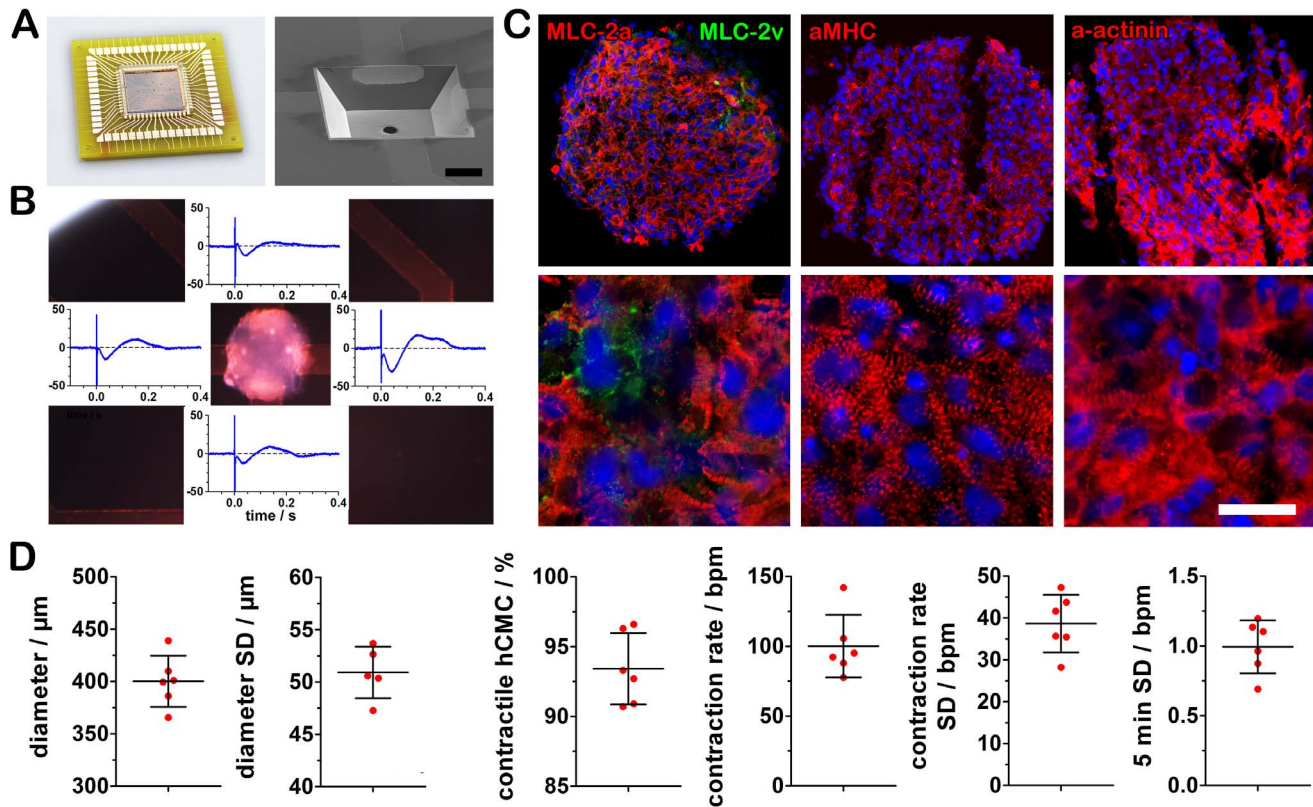 A
B
50
0
-50
0.0 0.2 0.4
50
0
-50
0.0 0.2 0.4
50
0
-50
0.0 0.2 0.4
time / s
50
0
-50
0.0 0.2 0.4
time / s
C
MLC-2a MLC-2v
aMHC
a-actinin
D
diameter / µm
500
450
400
350
300
diameter SD / µm
60
55
50
45
40
contractile hCMC / %
100
95
90
85
contraction rate / bpm
150
100
50
0
contraction rate
SD / bpm
50
40
30
20
10
0
5 min SD / bpm
1.5
1.0
0.5
0.0